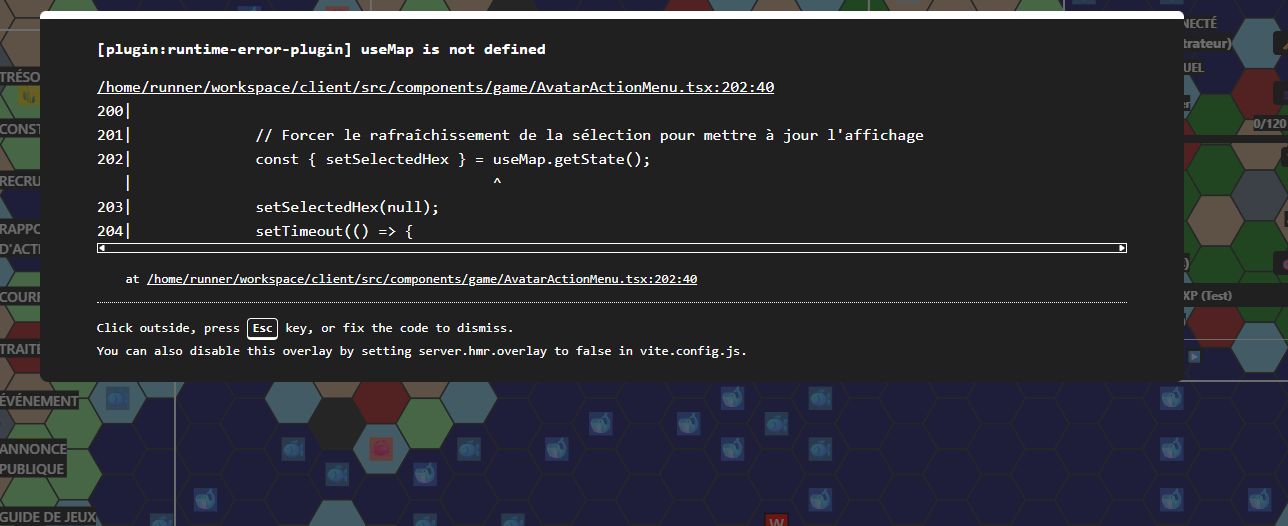 [plugin:runtime-error-plugin] useMap is not defined
/home/runner/workspace/client/src/components/game/AvatarActionMenu.tsx:202:40
200|
201| // Forcer le rafraîchissement de la sélection pour mettre à jour l'affichage
202| const { setSelectedHex } = useMap.getState();
| ^
203| setSelectedHex(null);
204| setTimeout(() => {
at /home/runner/workspace/client/src/components/game/AvatarActionMenu.tsx:202:40
Click outside, press Esc key, or fix the code to dismiss.
You can also disable this overlay by setting server.hmr.overlay to false in vite.config.js.
TRÉSO
CONST
RECRU
RAPPO
D'ACTI
COURR
TRAITÉ
ÉVÉNEMENT
ANNONCE
PUBLIQUE
GUIDE DE JEUX
NECTÉ
trateur)
UEL
0/120
XP (Test)
W